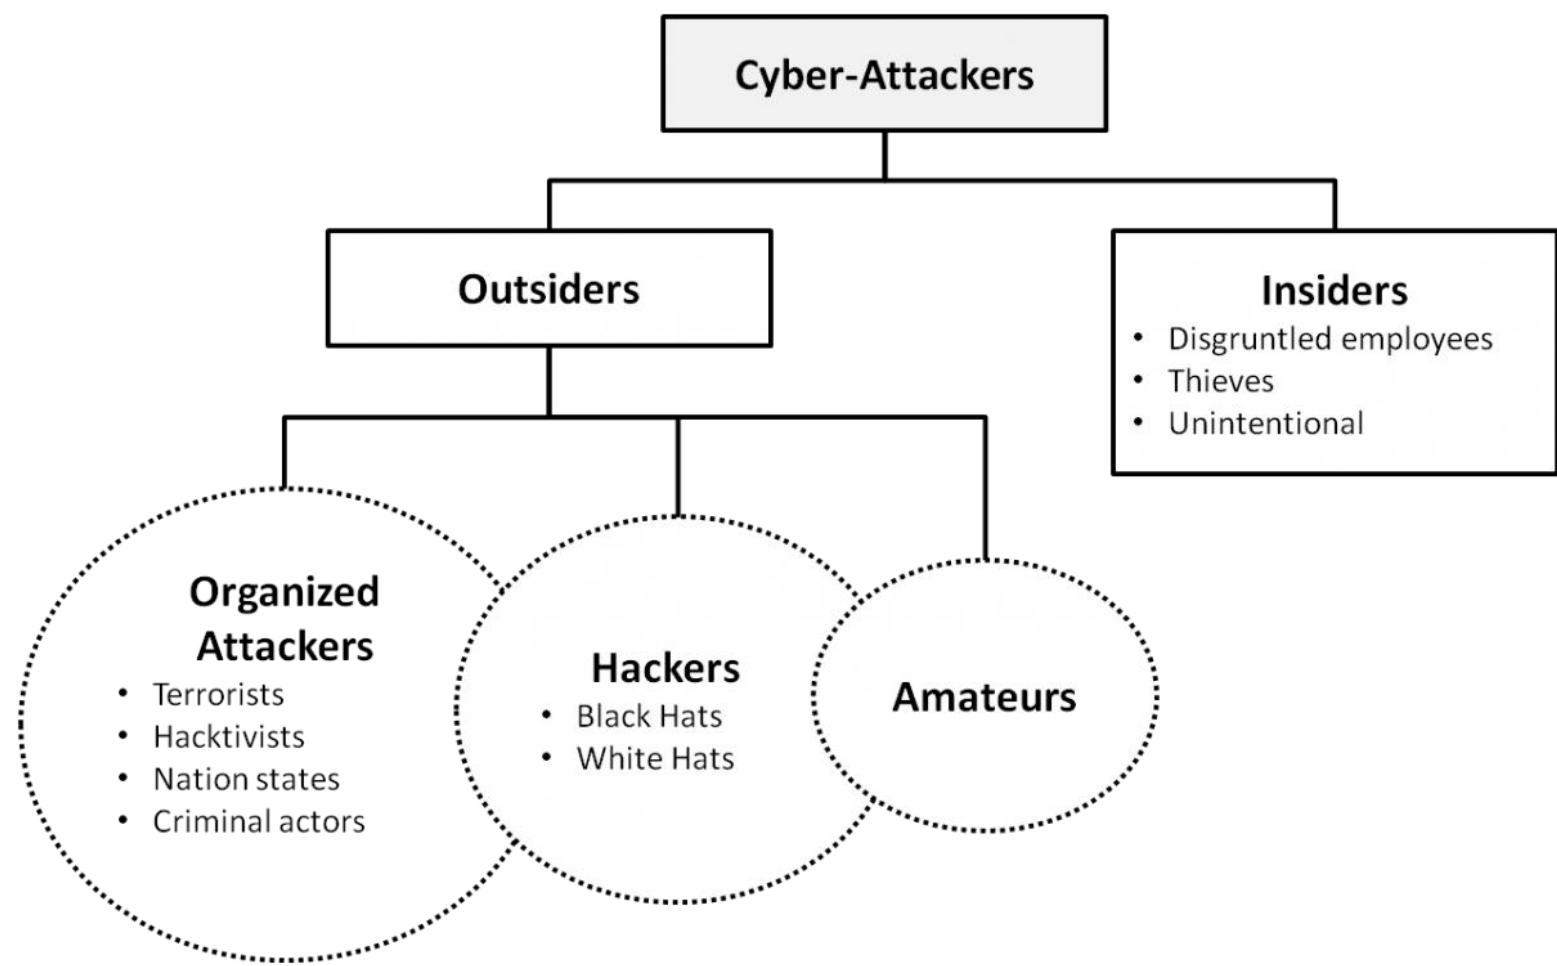 Cyber-Attackers
Outsiders
Insiders
• Disgruntled employees
• Thieves
• Unintentional
Organized
Attackers
• Terrorists
• Hacktivists
• Nation states
• Criminal actors
Hackers
• Black Hats
• White Hats
Amateurs